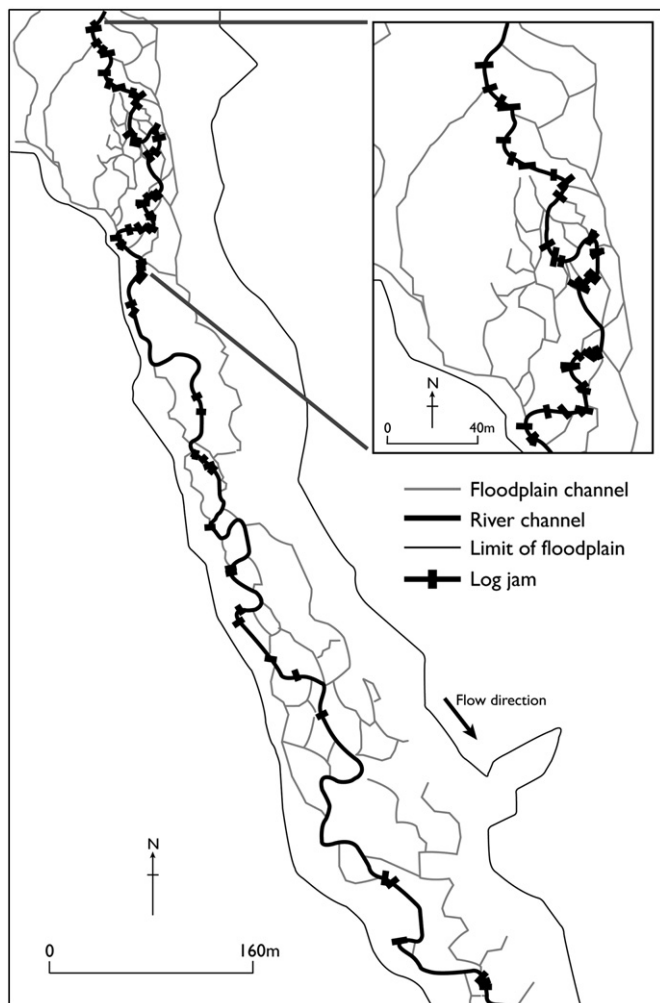 N
0
40m
Floodplain channel
River channel
Limit of floodplain
Log jam
Flow direction
N
0
160m